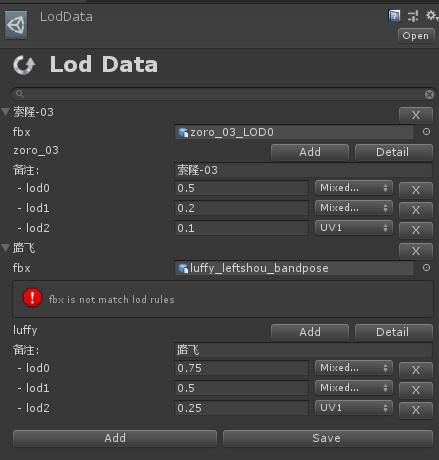 LodData
Open
Lod Data
索隆-03
X
fbx zoro_03_LOD0
zoro_03 Add Detail
备注: 索隆-03
- lod0 0.5 Mixed... X
- lod1 0.2 Mixed... X
- lod2 0.1 UV1 X
路飞
X
fbx luffy_leftshou_bandpose
fbx is not match lod rules
luffy Add Detail
备注: 路飞
- lod0 0.75 Mixed... X
- lod1 0.5 Mixed... X
- lod2 0.25 UV1 X
Add Save